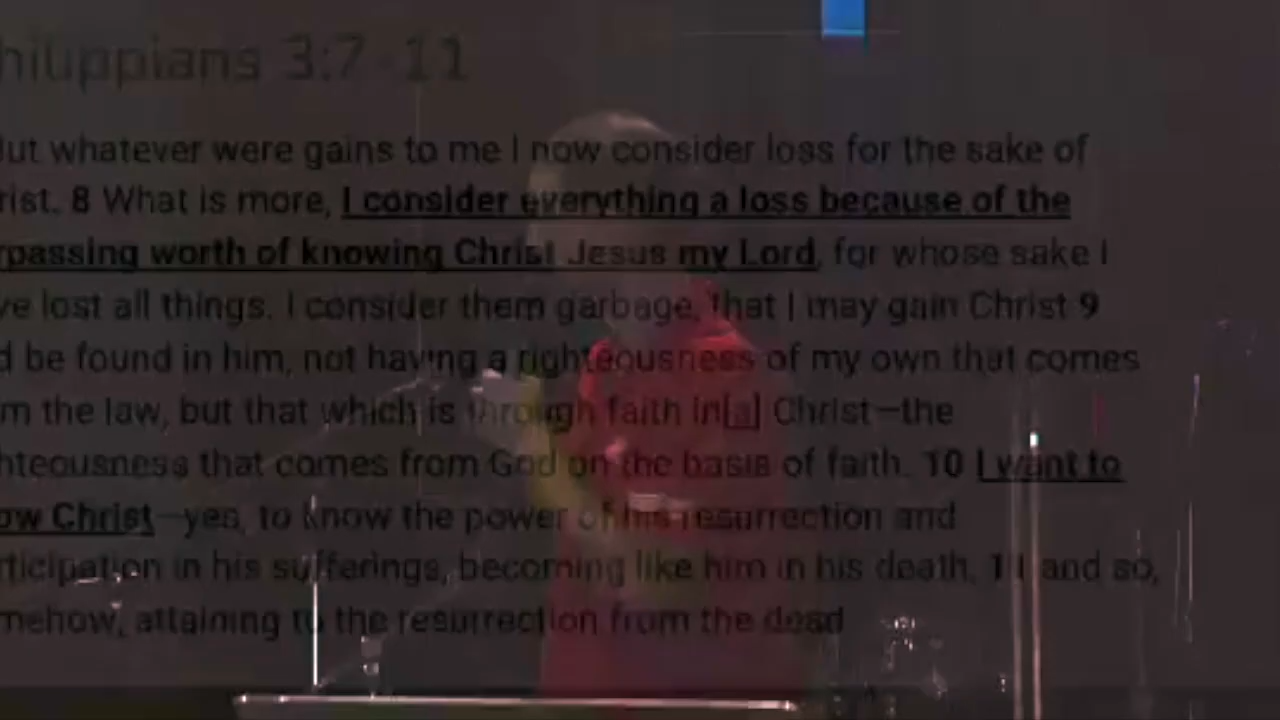 hilippians 3:7-11
ut whatever were gains to me I now consider loss for the sake of
rist. 8 What is more, I consider everything a loss because of the
rpassing worth of knowing Christ Jesus my Lord, for whose sake I
ve lost all things. I consider them garbage, that I may gain Christ 9
d be found in him, not having a righteousness of my own that comes
m the law, but that which is through faith in[a] Christ—the
hteousness that comes from God on the basis of faith. 10 I want to
ow Christ—yes, to know the power of his resurrection and
rticipation in his sufferings, becoming like him in his death, 11 and so,
mehow, attaining to the resurrection from the dead